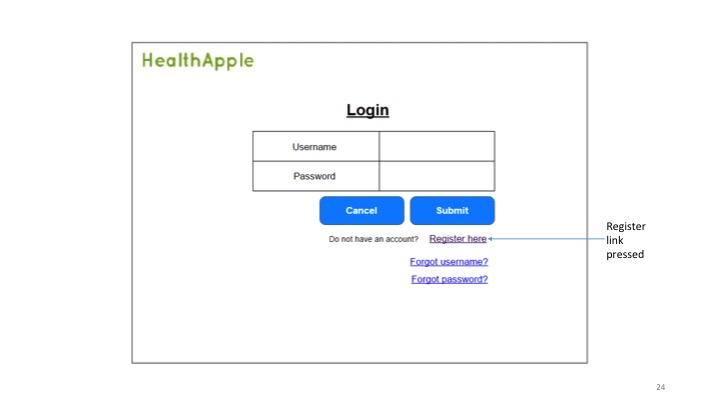 HealthApple
Login
Username
Password
Cancel Submit
Do not have an account? Register here
Register
link
pressed
Forgot username?
Forgot password?
24